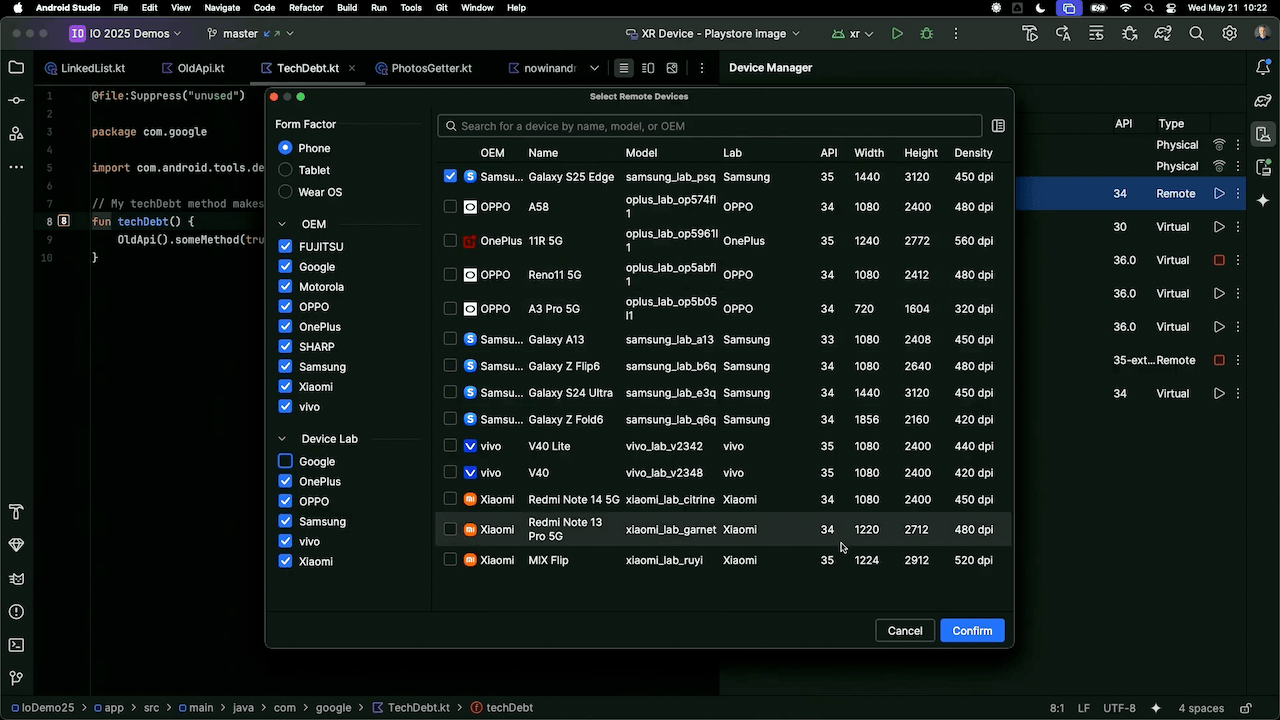 Android Studio File Edit View Navigate Code Refactor Build Run Tools Git Window Help Wed May 21 10:22
IO IO 2025 Demos master XR Device - Playstore Image xr
LinkedList.kt OldApi.kt TechDebt.kt PhotosGetter.kt nowinandr Device Manager
1 @file:Suppress("unused")
2
3 package com.google
4
5 import com.android.tools.de
6
7 // My techDebt method makes
8 fun techDebt() {
9 OldApi().someMethod(tru
10 }
Select Remote Devices
Form Factor
Phone
Tablet
Wear OS
OEM
FUJITSU
Google
Motorola
OPPO
OnePlus
SHARP
Samsung
Xiaomi
vivo
Device Lab
Google
OnePlus
OPPO
Samsung
vivo
Xiaomi
Search for a device by name, model, or OEM
OEM Name Model Lab API Width Height Density
Samsu... Galaxy S25 Edge samsung_lab_psq Samsung 35 1440 3120 450 dpi
OPPO A58 oplus_lab_op574fl
1 OPPO 34 1080 2400 480 dpi
OnePlus 11R 5G oplus_lab_op5961l
1 OnePlus 35 1240 2772 560 dpi
OPPO Reno11 5G oplus_lab_op5abfl
1 OPPO 34 1080 2412 480 dpi
OPPO A3 Pro 5G oplus_lab_op5b05
l1 OPPO 34 720 1604 320 dpi
Samsu... Galaxy A13 samsung_lab_a13 Samsung 33 1080 2408 450 dpi
Samsu... Galaxy Z Flip6 samsung_lab_b6q Samsung 34 1080 2640 480 dpi
Samsu... Galaxy S24 Ultra samsung_lab_e3q Samsung 34 1440 3120 450 dpi
Samsu... Galaxy Z Fold6 samsung_lab_q6q Samsung 34 1856 2160 420 dpi
vivo V40 Lite vivo_lab_v2342 vivo 35 1080 2400 440 dpi
vivo V40 vivo_lab_v2348 vivo 35 1080 2400 420 dpi
Xiaomi Redmi Note 14 5G xiaomi_lab_citrine Xiaomi 34 1080 2400 450 dpi
Xiaomi Redmi Note 13
Pro 5G xiaomi_lab_garnet Xiaomi 34 1220 2712 480 dpi
Xiaomi MIX Flip xiaomi_lab_ruyi Xiaomi 35 1224 2912 520 dpi
Cancel Confirm
API Type
Physical
Physical
34 Remote
30 Virtual
36.0 Virtual
36.0 Virtual
36.0 Virtual
35-ext... Remote
34 Virtual
IoDemo25 > app > src > main > java > com > google > TechDebt.kt > techDebt 8:1 LF UTF-8 4 spaces